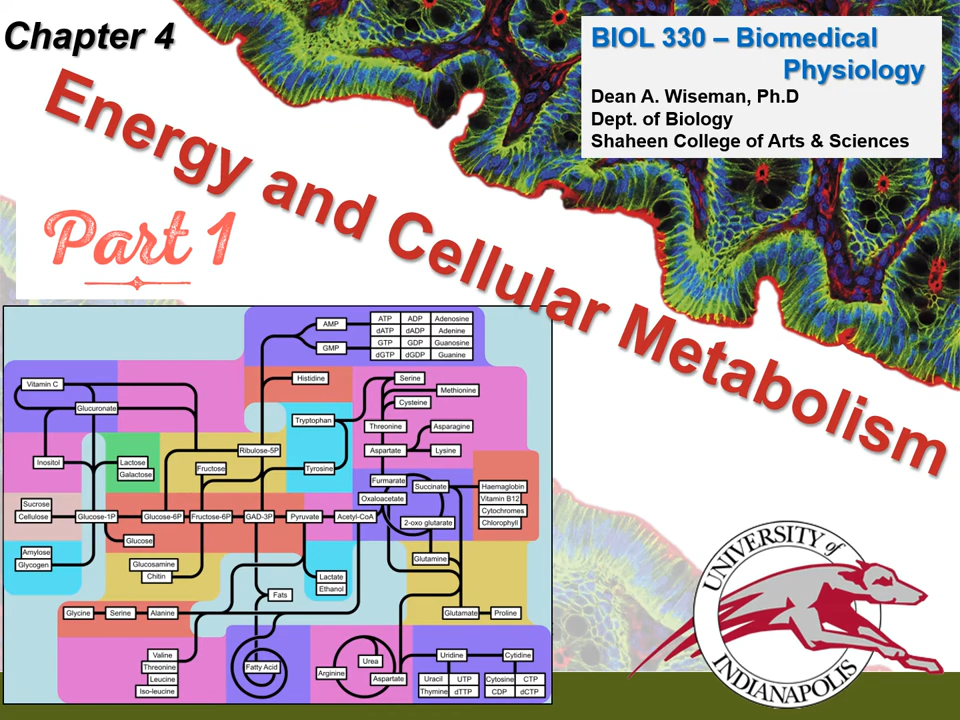 Chapter 4
BIOL 330 – Biomedical
Physiology
Dean A. Wiseman, Ph.D
Dept. of Biology
Shaheen College of Arts & Sciences
Energy and Cellular Metabolism
Part 1
AMP
ATP ADP Adenosine
dATP dADP Adenine
GMP
GTP GDP Guanosine
dGTP dGDP Guanine
Vitamin C
Histidine
Serine
Methionine
Glucuronate
Cysteine
Tryptophan
Threonine
Asparagine
Ribulose-5P
Aspartate
Lysine
Inositol
Lactose
Galactose
Fructose
Tyrosine
Fumarate
Succinate
Haemaglobin
Oxaloacetate
Vitamin B12
Sucrose
Cellulose
Glucose-1P
Glucose-6P
Fructose-6P
GAD-3P
Pyruvate
Acetyl-CoA
2-oxo glutarate
Cytochromes
Chlorophyll
Glucose
Amylose
Glycogen
Glucosamine
Chitin
Glutamine
Lactate
Ethanol
Fats
Glycine
Serine
Alanine
Glutamate
Proline
Valine
Threonine
Leucine
Iso-leucine
Fatty Acid
Urea
Arginine
Aspartate
Uridine
Cytidine
Uracil UTP
Thymine dTTP
Cytosine CTP
CDP dCTP
UNIVERSITY of
INDIANAPOLIS